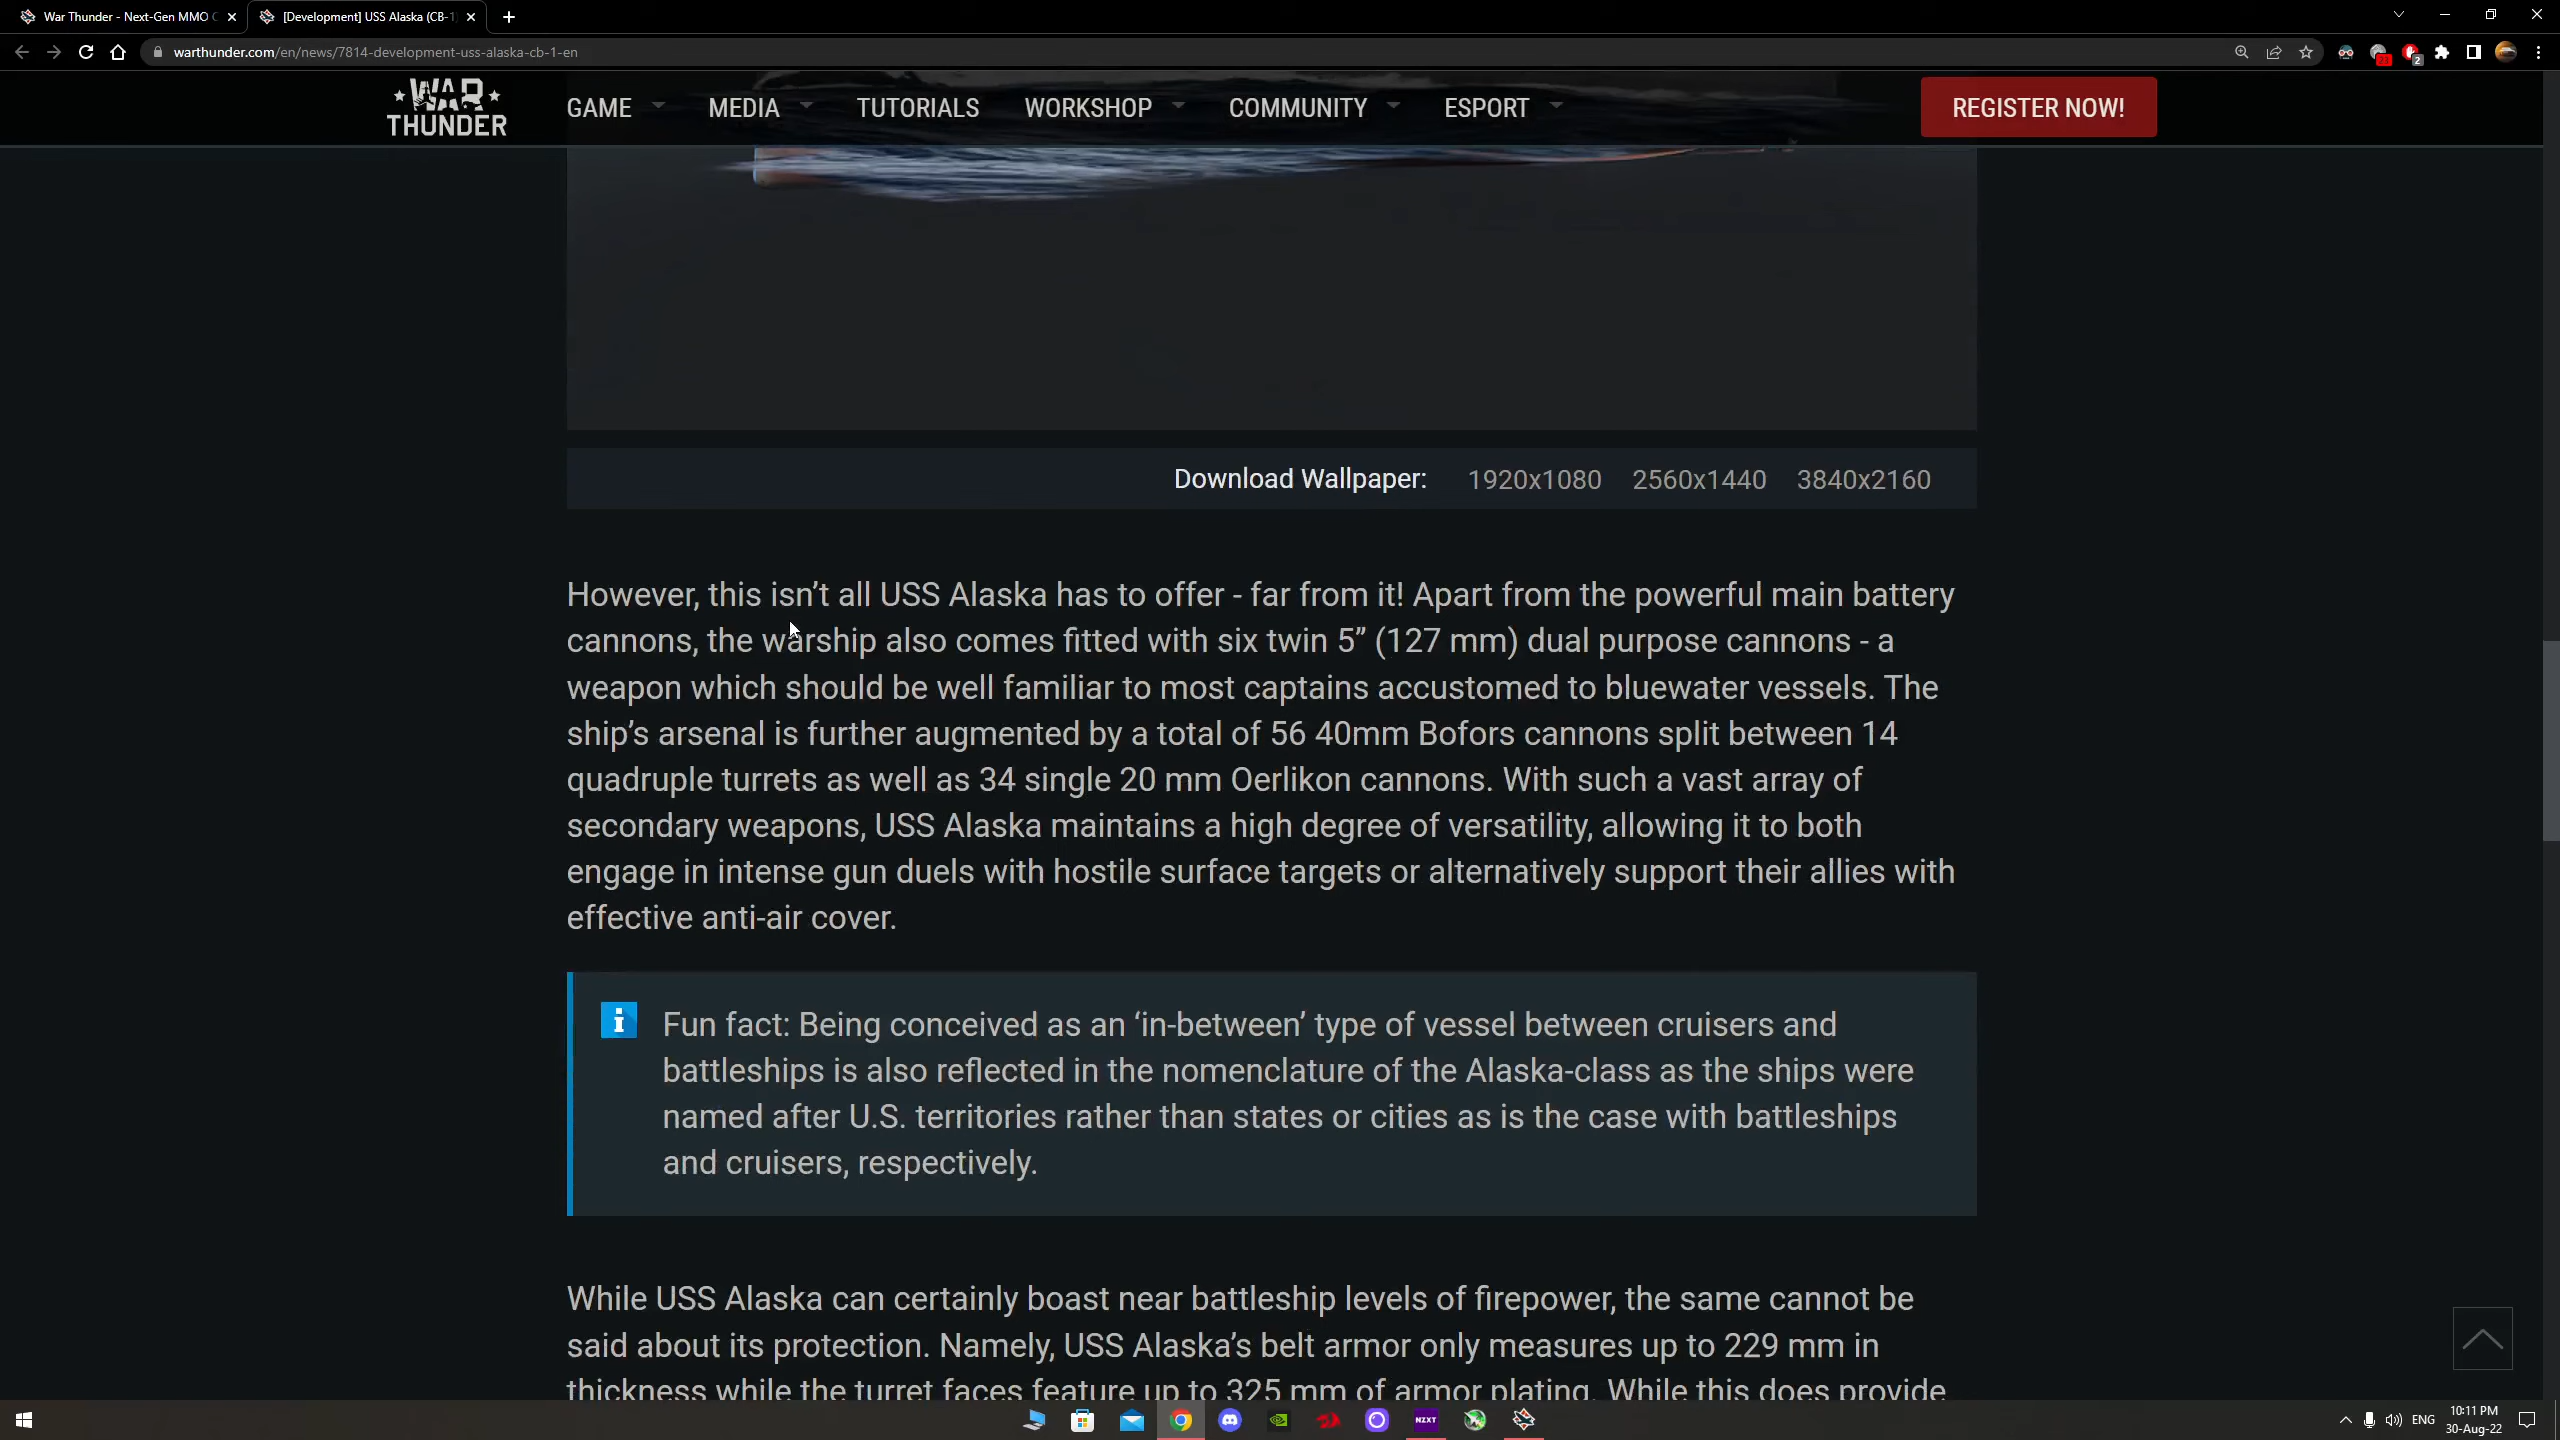 War Thunder - Next-Gen MMO C
[Development] USS Alaska (CB-1)
warthunder.com/en/news/7814-development-uss-alaska-cb-1-en
2
WAR THUNDER
GAME MEDIA TUTORIALS WORKSHOP COMMUNITY ESPORT REGISTER NOW!
Download Wallpaper: 1920x1080 2560x1440 3840x2160
However, this isn’t all USS Alaska has to offer - far from it! Apart from the powerful main battery
cannons, the warship also comes fitted with six twin 5” (127 mm) dual purpose cannons - a
weapon which should be well familiar to most captains accustomed to bluewater vessels. The
ship’s arsenal is further augmented by a total of 56 40mm Bofors cannons split between 14
quadruple turrets as well as 34 single 20 mm Oerlikon cannons. With such a vast array of
secondary weapons, USS Alaska maintains a high degree of versatility, allowing it to both
engage in intense gun duels with hostile surface targets or alternatively support their allies with
effective anti-air cover.
Fun fact: Being conceived as an ‘in-between’ type of vessel between cruisers and
battleships is also reflected in the nomenclature of the Alaska-class as the ships were
named after U.S. territories rather than states or cities as is the case with battleships
and cruisers, respectively.
While USS Alaska can certainly boast near battleship levels of firepower, the same cannot be
said about its protection. Namely, USS Alaska’s belt armor only measures up to 229 mm in
thickness while the turret faces feature up to 325 mm of armor plating. While this does provide
NZXT
ENG
10:11 PM
30-Aug-22